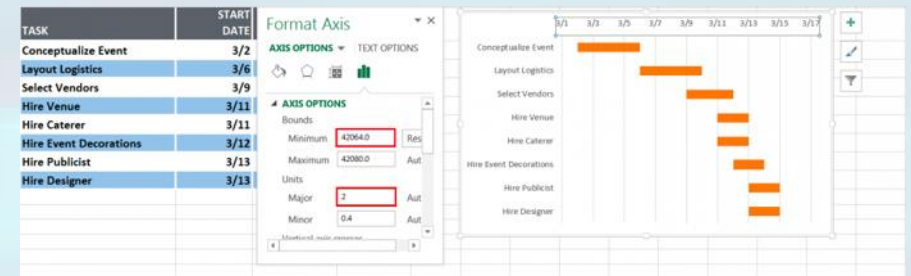 TASK START DATE
Conceptualize Event 3/2
Layout Logistics 3/6
Select Vendors 3/9
Hire Venue 3/11
Hire Caterer 3/11
Hire Event Decorations 3/12
Hire Publicist 3/13
Hire Designer 3/13
Format Axis
AXIS OPTIONS TEXT OPTIONS
AXIS OPTIONS
Bounds
Minimum 42064.0 Res
Maximum 42080.0 Aut
Units
Major 2 Aut
Minor 0.4 Aut
Vertical axis crosses
3/1 3/3 3/5 3/7 3/9 3/11 3/13 3/15 3/17
Conceptualize Event
Layout Logistics
Select Vendors
Hire Venue
Hire Caterer
Hire Event Decorations
Hire Publicist
Hire Designer